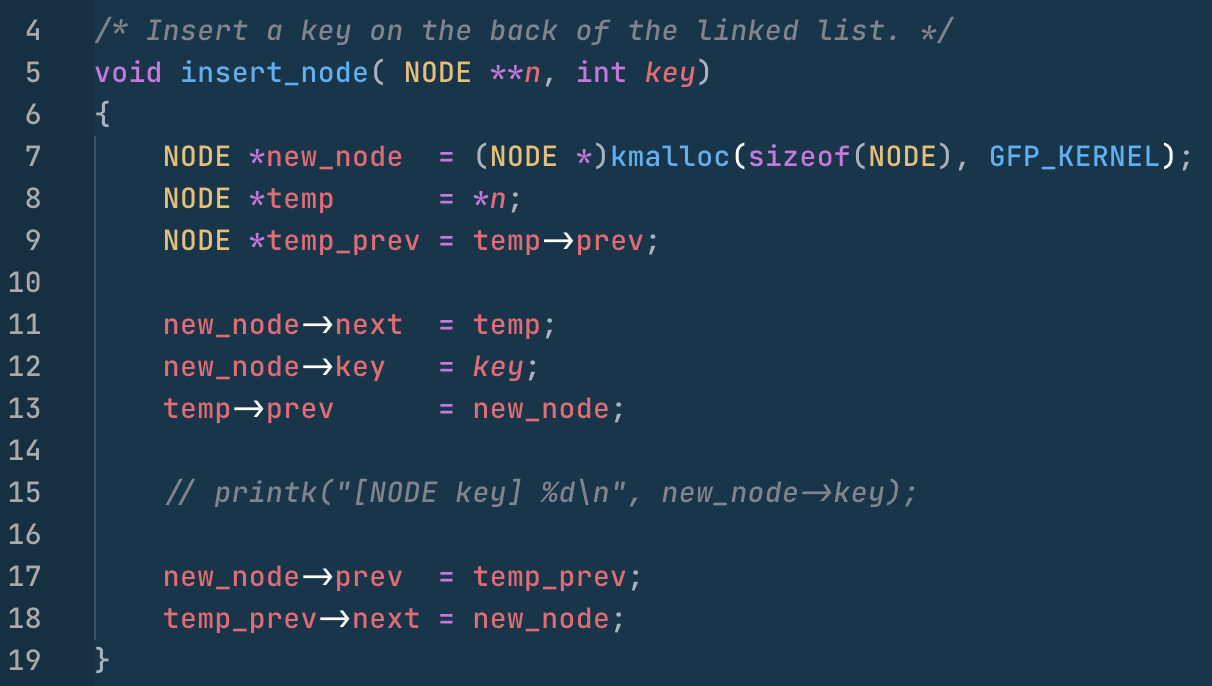 4 /* Insert a key on the back of the linked list. */
5 void insert_node( NODE **n, int key)
6 {
7 NODE *new_node = (NODE *)kmalloc(sizeof(NODE), GFP_KERNEL);
8 NODE *temp = *n;
9 NODE *temp_prev = temp->prev;
10
11 new_node->next = temp;
12 new_node->key = key;
13 temp->prev = new_node;
14
15 // printk("[NODE key] %d\n", new_node->key);
16
17 new_node->prev = temp_prev;
18 temp_prev->next = new_node;
19 }